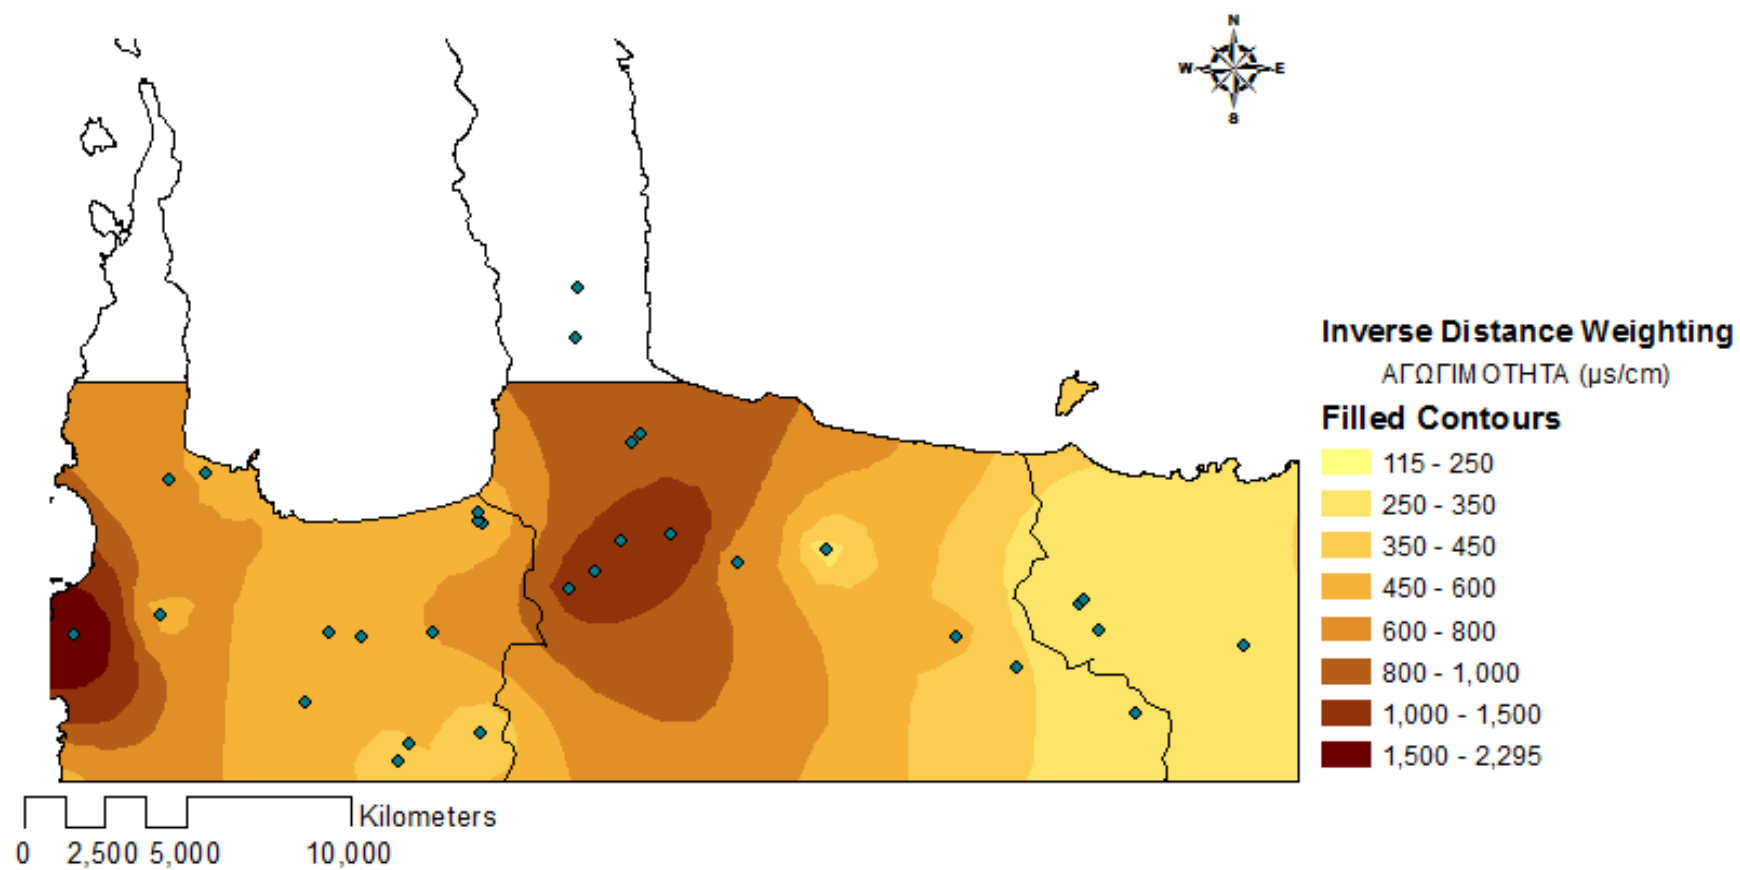 N
W E
S
Inverse Distance Weighting
ΑΓΩΓΙΜΟΤΗΤΑ (μs/cm)
Filled Contours
115 - 250
250 - 350
350 - 450
450 - 600
600 - 800
800 - 1,000
1,000 - 1,500
1,500 - 2,295
Kilometers
0 2,500 5,000 10,000